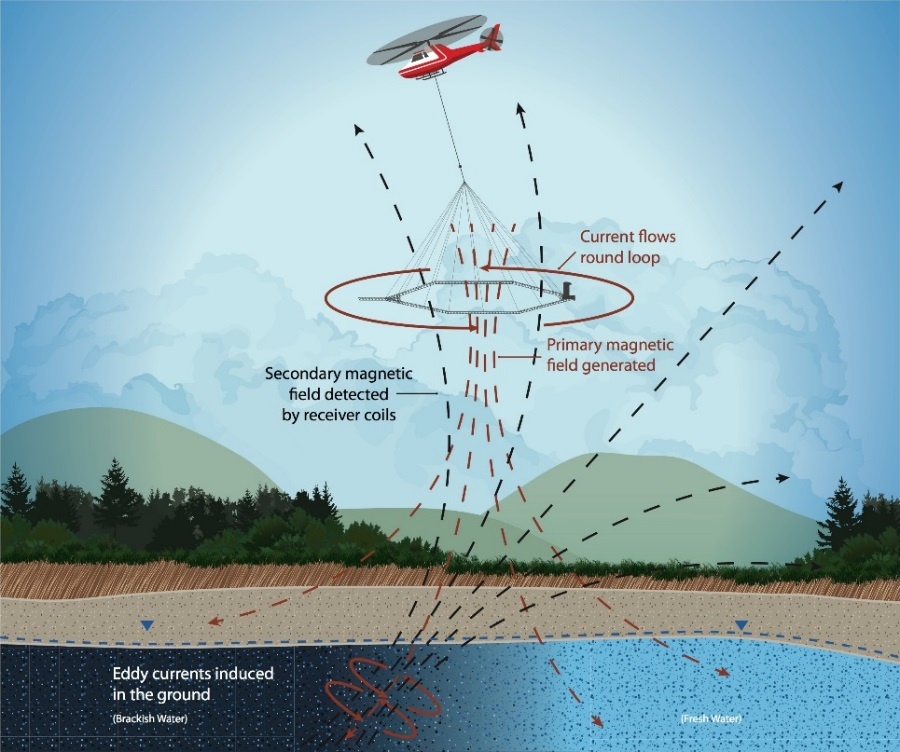 Current flows
round loop
Primary magnetic
field generated
Secondary magnetic
field detected
by receiver coils
Eddy currents induced
in the ground
(Brackish Water)
(Fresh Water)